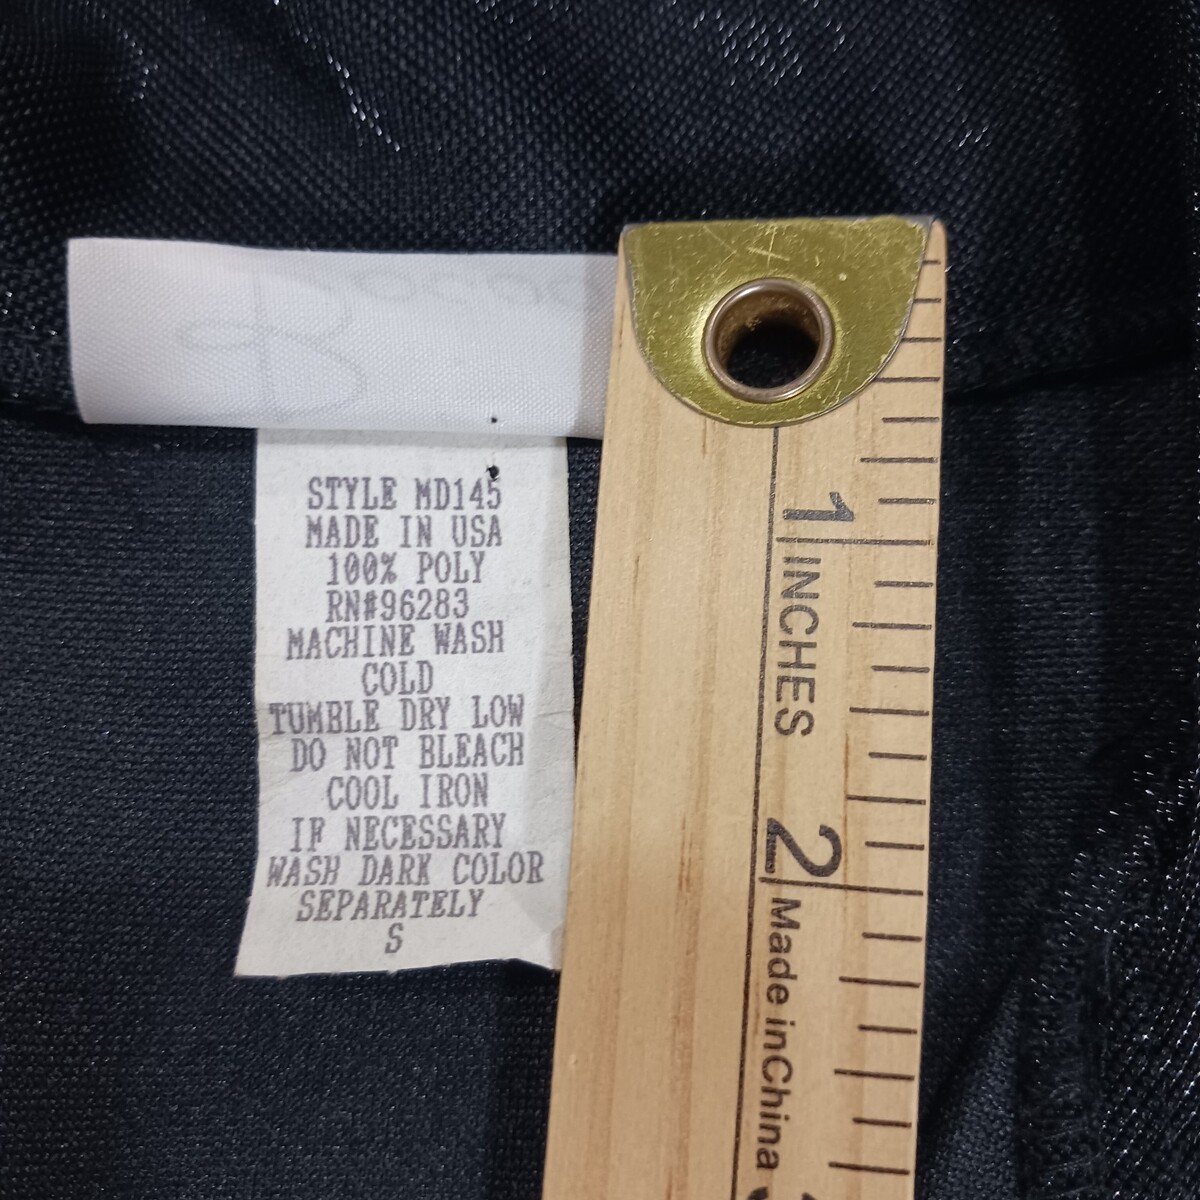 STYLE MD145
MADE IN USA
100% POLY
RN#96283
MACHINE WASH
COLD
TUMBLE DRY LOW
DO NOT BLEACH
COOL IRON
IF NECESSARY
WASH DARK COLOR
SEPARATELY
S
1
INCHES
2
Made in China